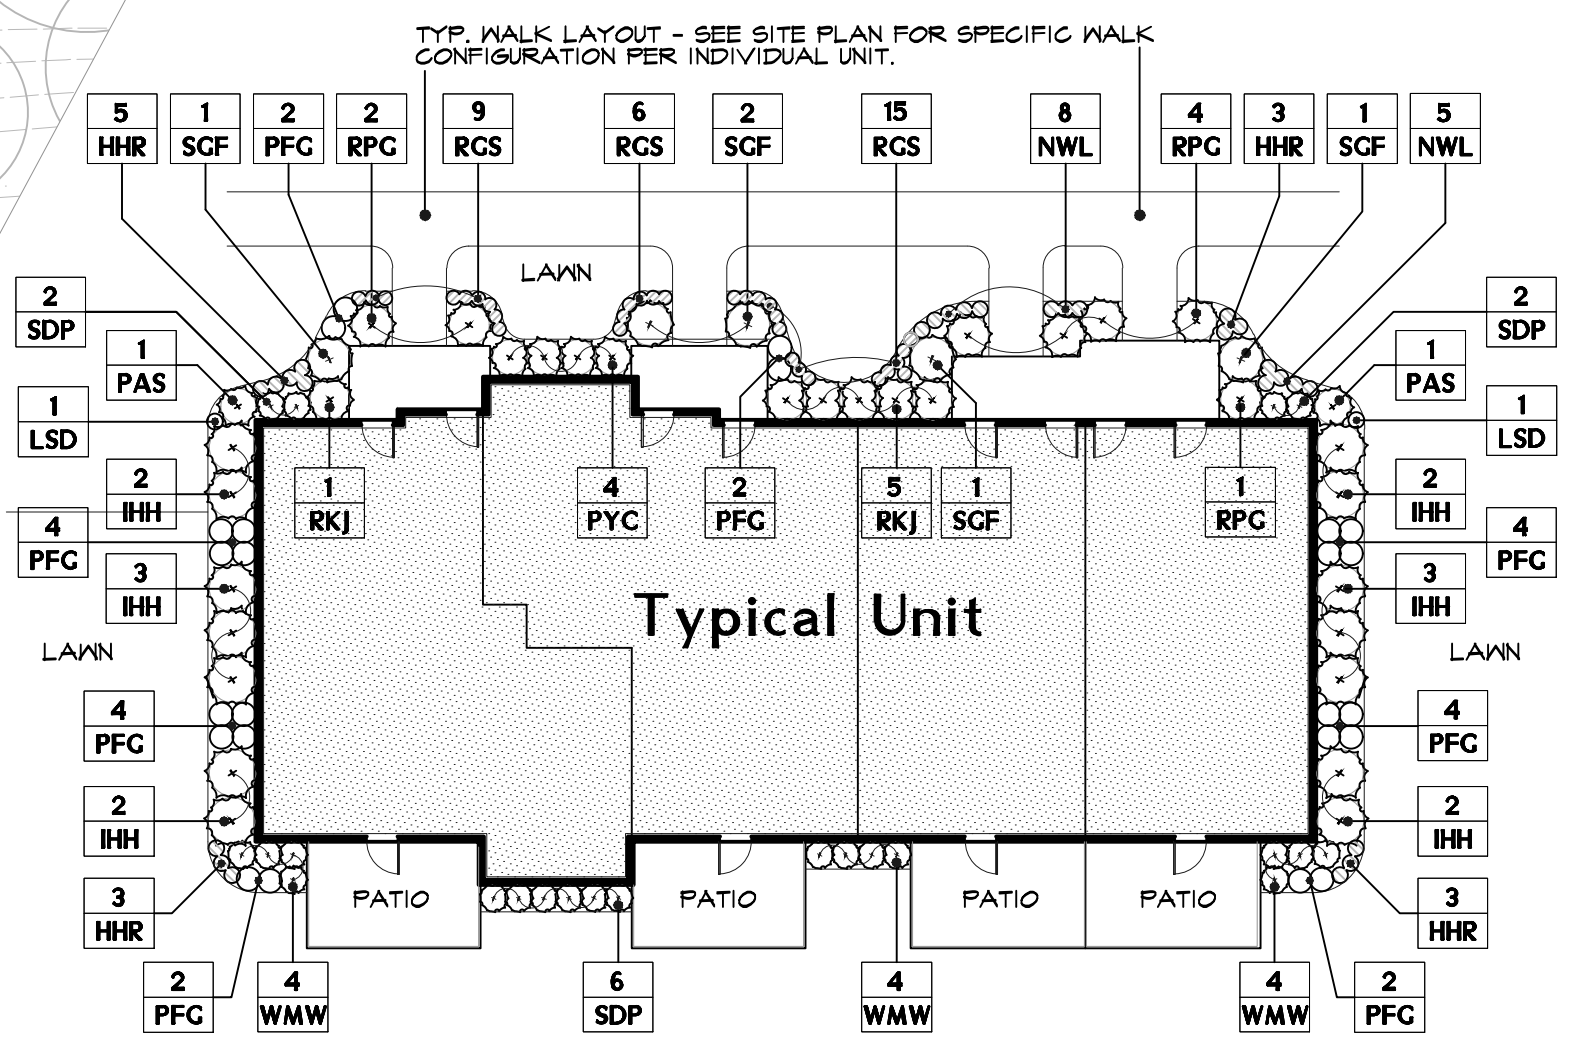 TYP. WALK LAYOUT - SEE SITE PLAN FOR SPECIFIC WALK
CONFIGURATION PER INDIVIDUAL UNIT.
5
HHR
1
SGF
2
PFG
2
RPG
9
RGS
6
RGS
2
SGF
15
RGS
8
NWL
4
RPG
3
HHR
1
SGF
5
NWL
LAWN
2
SDP
1
PAS
1
LSD
2
IHH
4
PFG
3
IHH
LAWN
4
PFG
2
IHH
3
HHR
2
PFG
4
WMW
1
RKJ
4
PYC
2
PFG
5
RKJ
1
SGF
1
RPG
Typical Unit
PATIO
PATIO
PATIO
PATIO
6
SDP
4
WMW
4
WMW
2
PFG
2
SDP
1
PAS
1
LSD
2
IHH
4
PFG
3
IHH
LAWN
4
PFG
2
IHH
3
HHR